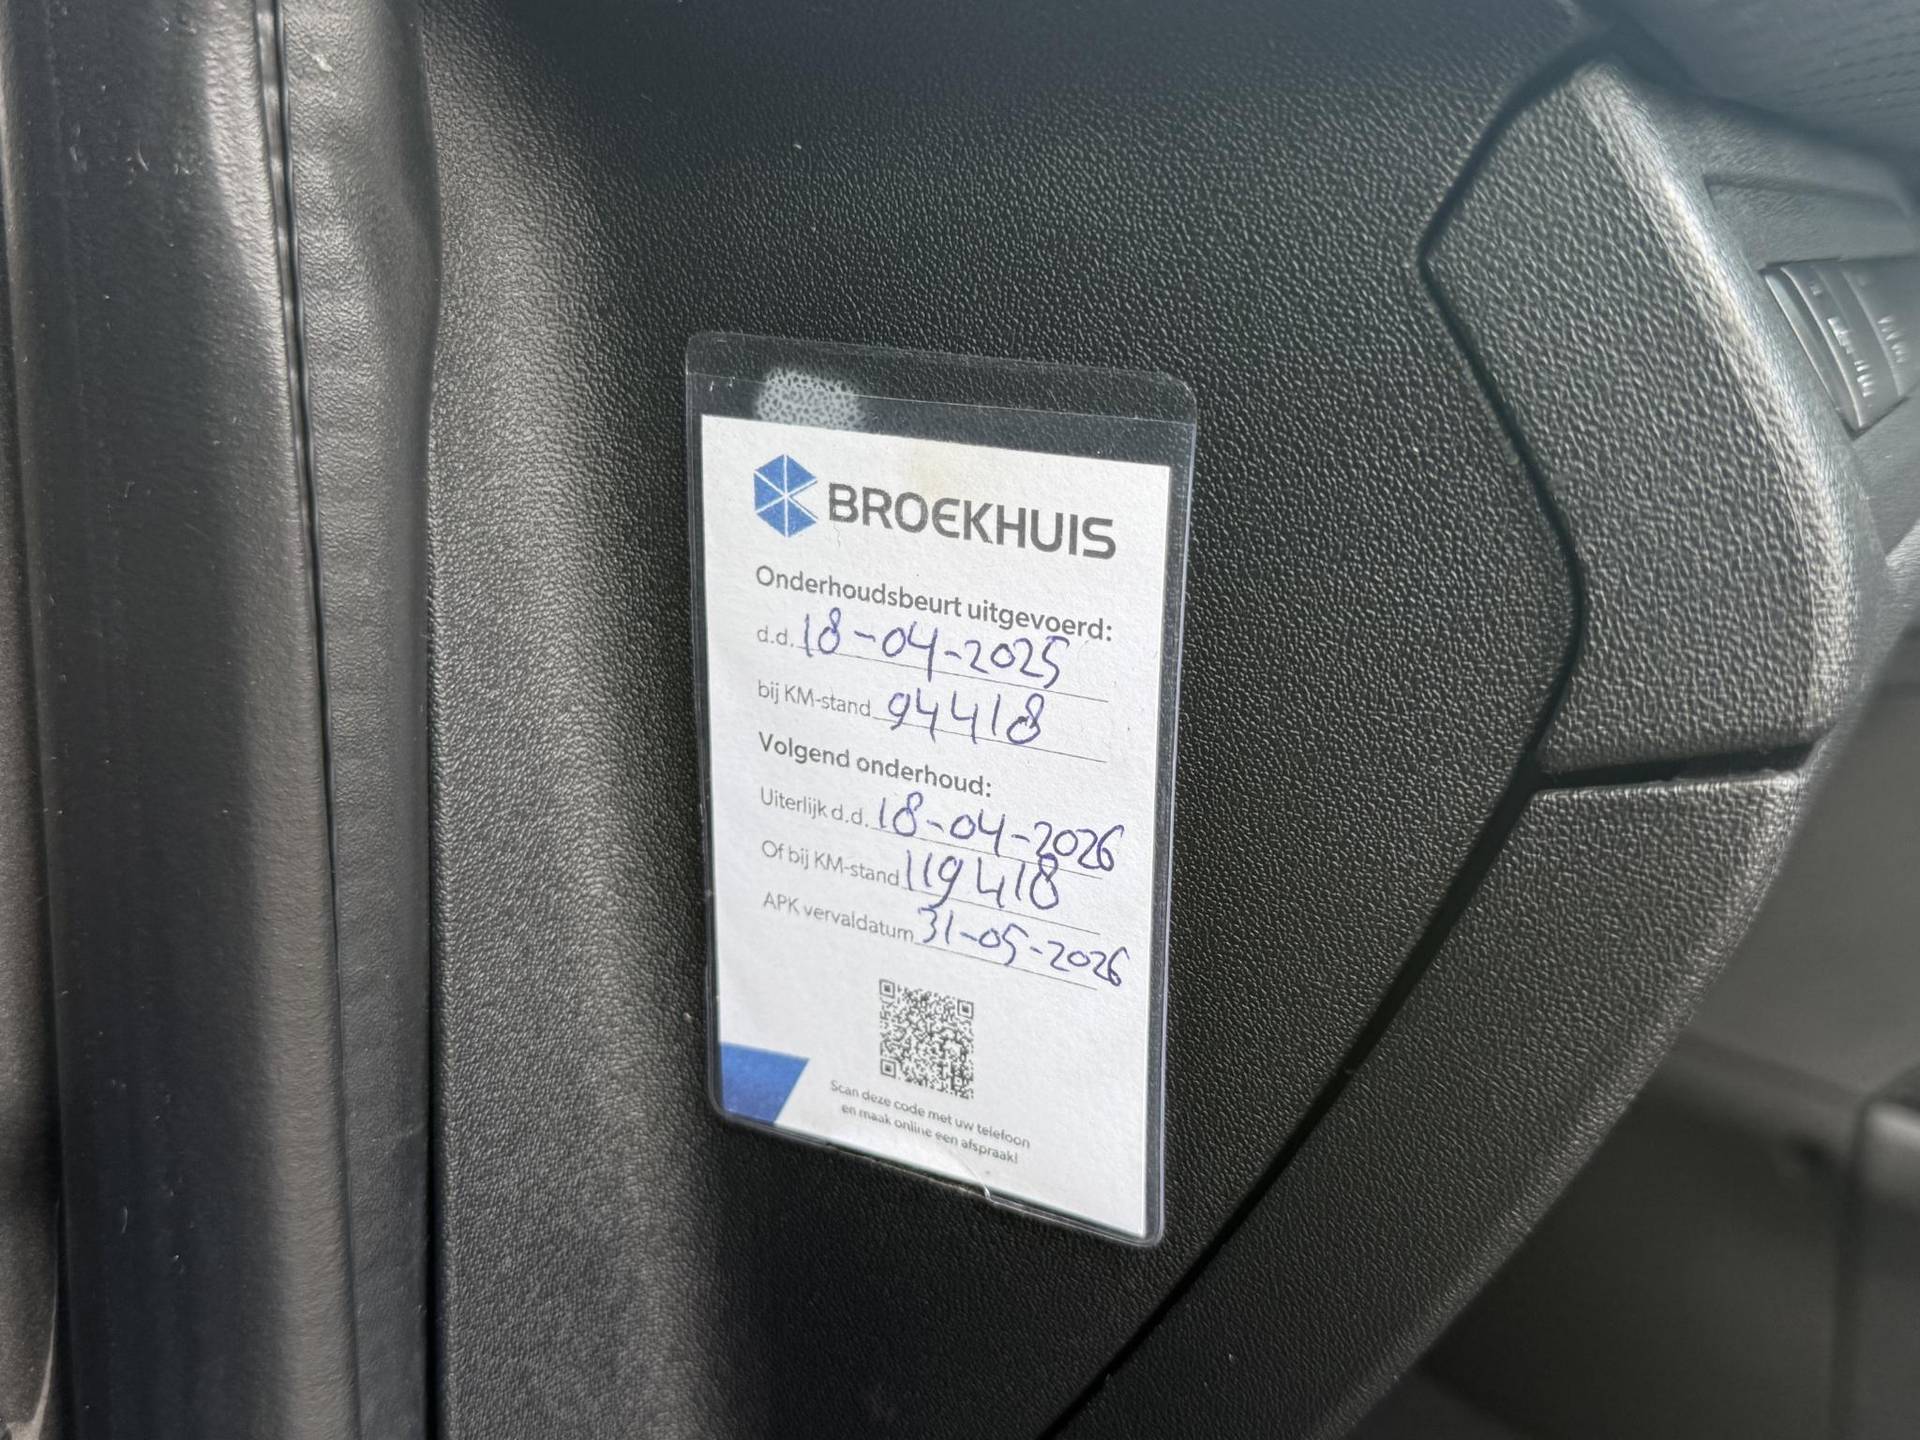 BROEKHUIS
Onderhoudsbeurt uitgevoerd:
d.d. 18-04-2025
bij KM-stand 94418
Volgend onderhoud:
Uiterlijk d.d. 18-04-2026
Of bij KM-stand 119418
APK vervaldatum 31-05-2026
Scan deze code met uw telefoon
en maak online een afspraak!